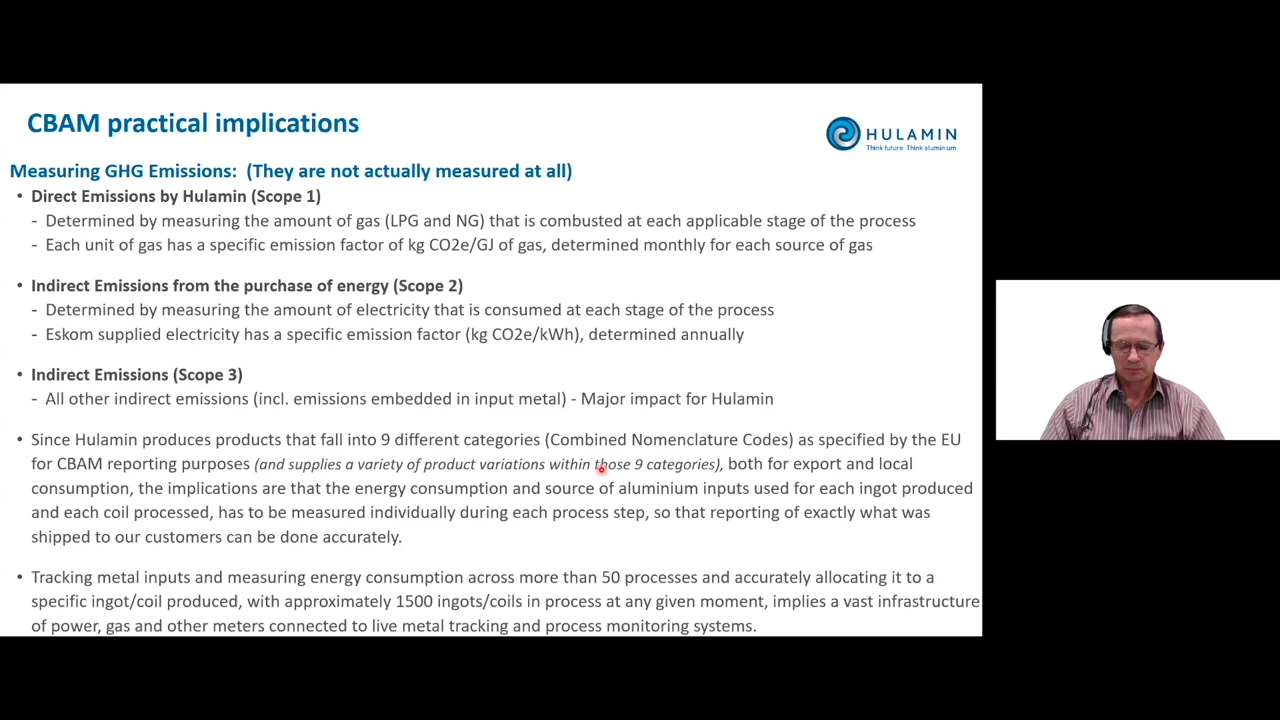 CBAM practical implications
HULAMIN
Think future. Think aluminium.
Measuring GHG Emissions: (They are not actually measured at all)
• Direct Emissions by Hulamin (Scope 1)
- Determined by measuring the amount of gas (LPG and NG) that is combusted at each applicable stage of the process
- Each unit of gas has a specific emission factor of kg CO2e/GJ of gas, determined monthly for each source of gas
• Indirect Emissions from the purchase of energy (Scope 2)
- Determined by measuring the amount of electricity that is consumed at each stage of the process
- Eskom supplied electricity has a specific emission factor (kg CO2e/kWh), determined annually
• Indirect Emissions (Scope 3)
- All other indirect emissions (incl. emissions embedded in input metal) - Major impact for Hulamin
• Since Hulamin produces products that fall into 9 different categories (Combined Nomenclature Codes) as specified by the EU
for CBAM reporting purposes (and supplies a variety of product variations within those 9 categories), both for export and local
consumption, the implications are that the energy consumption and source of aluminium inputs used for each ingot produced
and each coil processed, has to be measured individually during each process step, so that reporting of exactly what was
shipped to our customers can be done accurately.
• Tracking metal inputs and measuring energy consumption across more than 50 processes and accurately allocating it to a
specific ingot/coil produced, with approximately 1500 ingots/coils in process at any given moment, implies a vast infrastructure
of power, gas and other meters connected to live metal tracking and process monitoring systems.